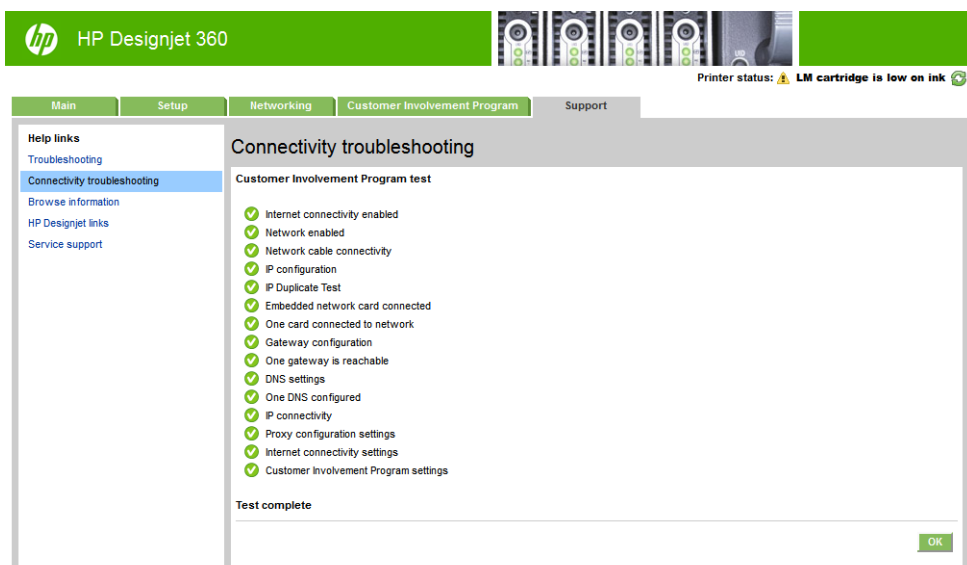 hp
HP Designjet 360
UID
Printer status: LM cartridge is low on ink
Main Setup Networking Customer Involvement Program Support
Help links
Troubleshooting
Connectivity troubleshooting
Browse information
HP Designjet links
Service support
Connectivity troubleshooting
Customer Involvement Program test
Internet connectivity enabled
Network enabled
Network cable connectivity
IP configuration
IP Duplicate Test
Embedded network card connected
One card connected to network
Gateway configuration
One gateway is reachable
DNS settings
One DNS configured
IP connectivity
Proxy configuration settings
Internet connectivity settings
Customer Involvement Program settings
Test complete
OK